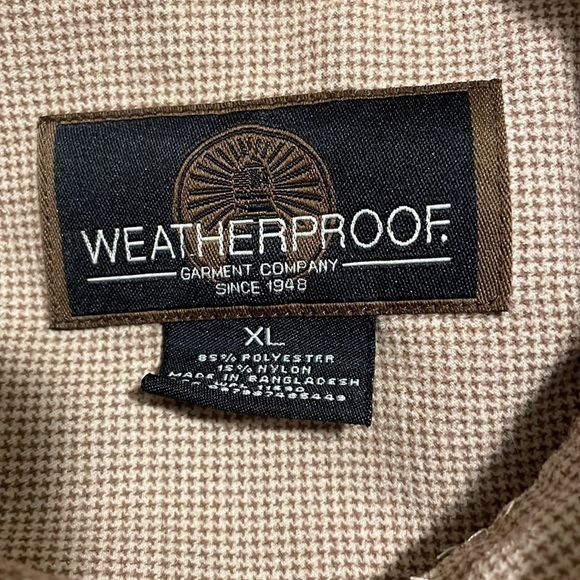 WEATHERPROOF.
GARMENT COMPANY
SINCE 1948
XL
85% POLYESTER
15% NYLON
MADE IN BANGLADESH